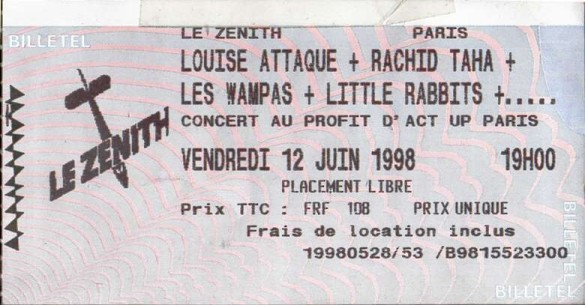 BILLETEL
LE ZENITH PARIS
LOUISE ATTAQUE + RACHID TAHA +
LES WAMPAS + LITTLE RABBITS +.....
CONCERT AU PROFIT D'ACT UP PARIS
LE ZENITH
VENDREDI 12 JUIN 1998 19H00
PLACEMENT LIBRE
Prix TTC : FRF 108 PRIX UNIQUE
Frais de location inclus
19980528/53 /B9815523300
BILLETEL
BILLETEL